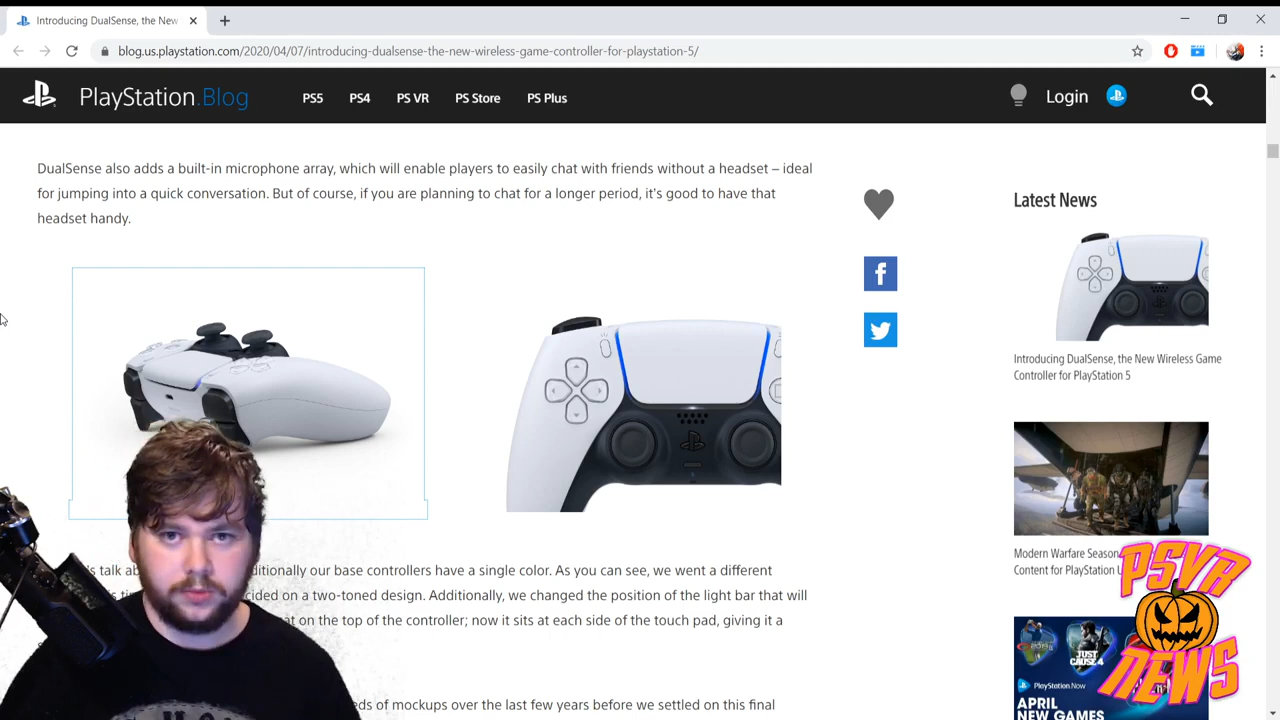 Introducing DualSense, the New
blog.us.playstation.com/2020/04/07/introducing-dualsense-the-new-wireless-game-controller-for-playstation-5/
PlayStation.Blog
PS5
PS4
PS VR
PS Store
PS Plus
Login
DualSense also adds a built-in microphone array, which will enable players to easily chat with friends without a headset – ideal
for jumping into a quick conversation. But of course, if you are planning to chat for a longer period, it's good to have that
headset handy.
talk
ditionally our base controllers have a single color. As you can see, we went a different
cided on a two-toned design. Additionally, we changed the position of the light bar that will
at on the top of the controller; now it sits at each side of the touch pad, giving it a
eds of mockups over the last few years before we settled on this final
Latest News
Introducing DualSense, the New Wireless Game
Controller for PlayStation 5
Modern Warfare Season
Content for PlayStation
JUST
CAUSE 4
PlayStation.Now
APRIL
NEW GAMES
PSVR
NEWS